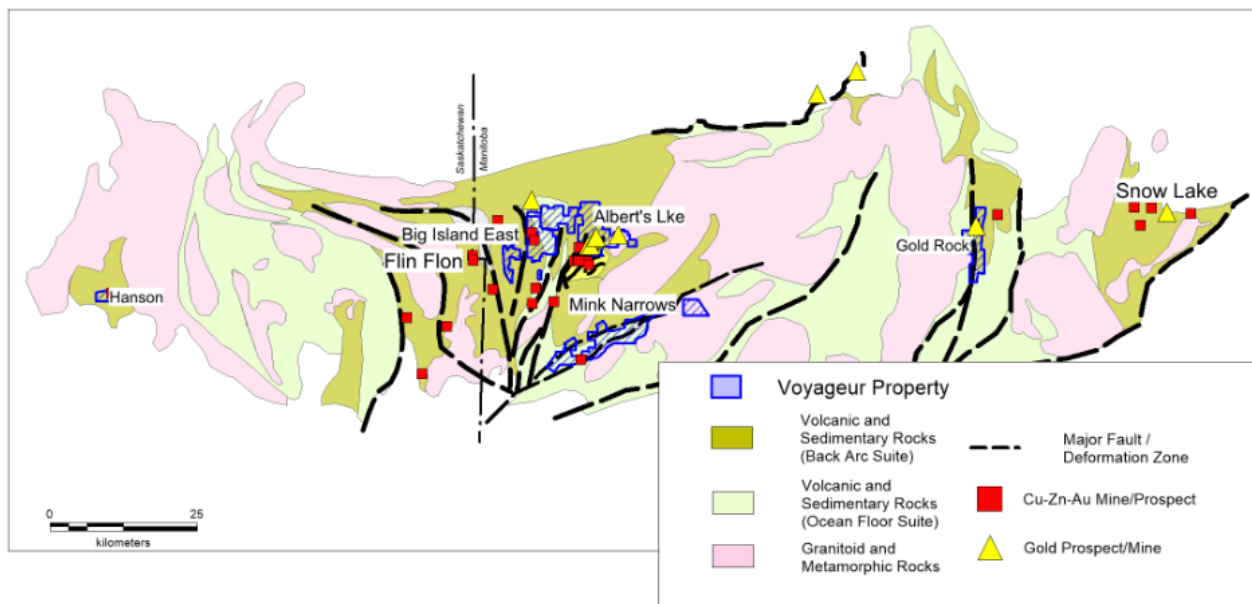 Saskatchewan
Manitoba
Albert's Lke
Big Island East
Flin Flon
Hanson
Mink Narrows
Gold Rock
Snow Lake
Voyageur Property
Volcanic and
Sedimentary Rocks
(Back Arc Suite)
Major Fault /
Deformation Zone
Volcanic and
Sedimentary Rocks
(Ocean Floor Suite)
Cu-Zn-Au Mine/Prospect
Granitoid and
Metamorphic Rocks
Gold Prospect/Mine
0 25
kilometers